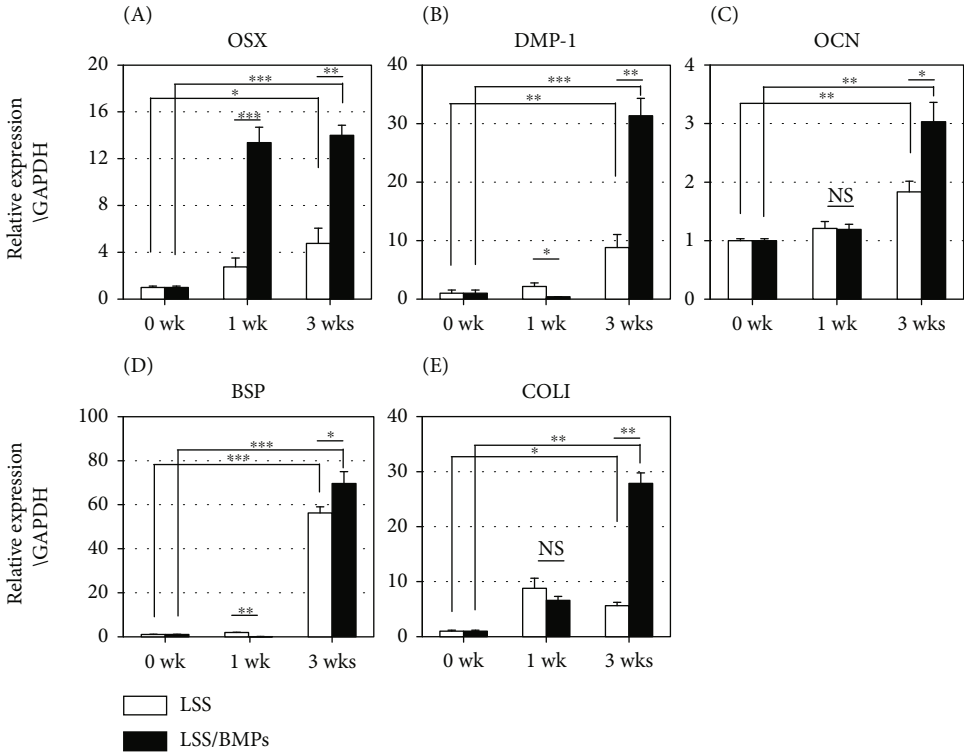 (A)
OSX
Relative expression
\GAPDH
20
16
12
8
4
0
***
*
**
***
0 wk
1 wk
3 wks
(B)
DMP-1
40
30
20
10
0
***
**
**
*
0 wk
1 wk
3 wks
(C)
OCN
4
3
2
1
0
**
*
**
NS
0 wk
1 wk
3 wks
(D)
BSP
Relative expression
\GAPDH
100
80
60
40
20
0
*
***
***
**
0 wk
1 wk
3 wks
(E)
COLI
40
30
20
10
0
**
**
*
NS
0 wk
1 wk
3 wks
LSS
LSS/BMPs